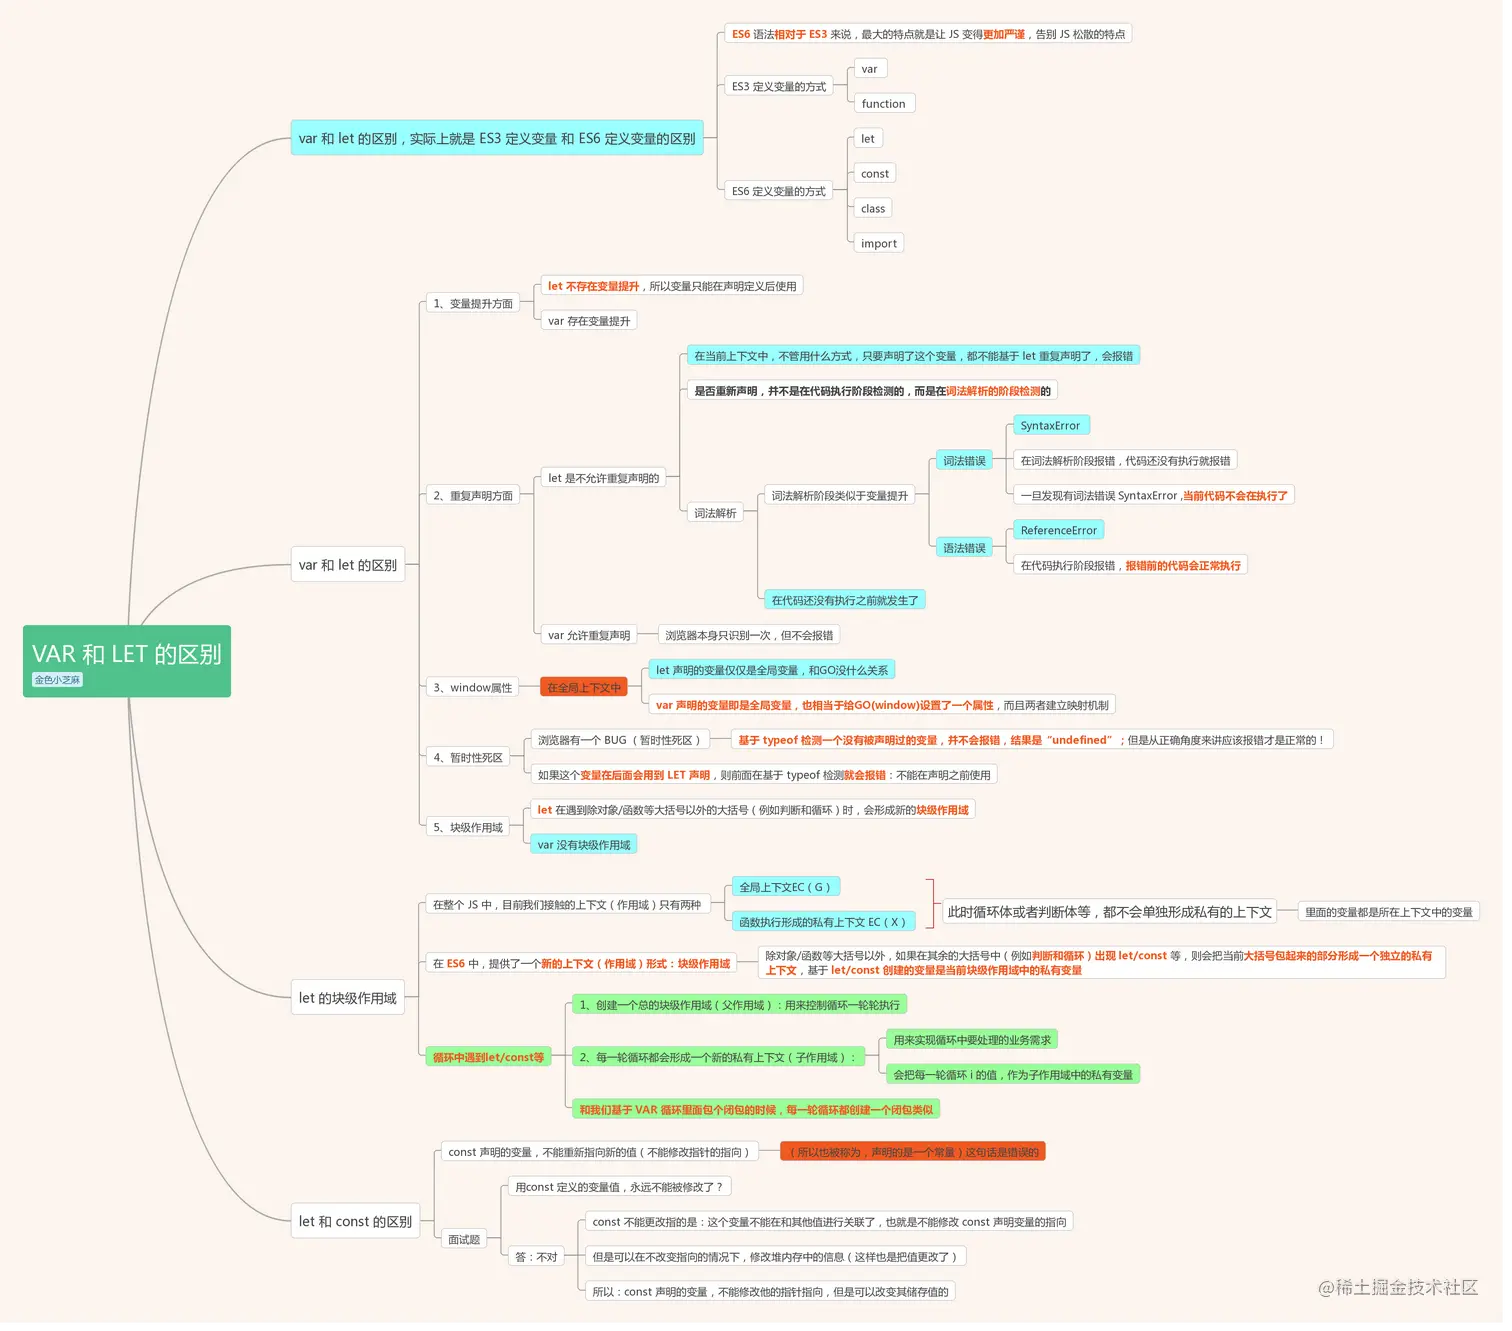 VAR 和 LET 的区别
金色小芝麻
var 和 let 的区别，实际上就是 ES3 定义变量 和 ES6 定义变量的区别
ES6 语法相对于 ES3 来说，最大的特点就是让 JS 变得更加严谨，告别 JS 松散的特点
ES3 定义变量的方式
var
function
ES6 定义变量的方式
let
const
class
import
var 和 let 的区别
1、变量提升方面
let 不存在变量提升，所以变量只能在声明定义后使用
var 存在变量提升
2、重复声明方面
let 是不允许重复声明的
在当前上下文中，不管用什么方式，只要声明了这个变量，都不能基于 let 重复声明了，会报错
是否重新声明，并不是在代码执行阶段检测的，而是在词法解析的阶段检测的
词法解析
词法解析阶段类似于变量提升
词法错误
SyntaxError
在词法解析阶段报错，代码还没有执行就报错
一旦发现有词法错误 SyntaxError ,当前代码不会在执行了
语法错误
ReferenceError
在代码执行阶段报错，报错前的代码会正常执行
在代码还没有执行之前就发生了
var 允许重复声明
浏览器本身只识别一次，但不会报错
3、window属性
在全局上下文中
let 声明的变量仅仅是全局变量，和GO没什么关系
var 声明的变量即是全局变量，也相当于给GO(window)设置了一个属性，而且两者建立映射机制
4、暂时性死区
浏览器有一个 BUG （暂时性死区）
基于 typeof 检测一个没有被声明过的变量，并不会报错，结果是“undefined” ；但是从正确角度来讲应该报错才是正常的！
如果这个变量在后面会用到 LET 声明，则前面在基于 typeof 检测就会报错：不能在声明之前使用
5、块级作用域
let 在遇到除对象/函数等大括号以外的大括号（例如判断和循环）时，会形成新的块级作用域
var 没有块级作用域
let 的块级作用域
在整个 JS 中，目前我们接触的上下文（作用域）只有两种
全局上下文EC（G）
函数执行形成的私有上下文 EC（X）
此时循环体或者判断体等，都不会单独形成私有的上下文
里面的变量都是所在上下文中的变量
在 ES6 中，提供了一个新的上下文（作用域）形式：块级作用域
除对象/函数等大括号以外，如果在其余的大括号中（例如判断和循环）出现 let/const 等，则会把当前大括号包起来的部分形成一个独立的私有
上下文，基于 let/const 创建的变量是当前块级作用域中的私有变量
循环中遇到let/const等
1、创建一个总的块级作用域（父作用域）：用来控制循环一轮轮执行
2、每一轮循环都会形成一个新的私有上下文（子作用域）：
用来实现循环中要处理的业务需求
会把每一轮循环 i 的值，作为子作用域中的私有变量
和我们基于 VAR 循环里面包个闭包的时候，每一轮循环都创建一个闭包类似
let 和 const 的区别
const 声明的变量，不能重新指向新的值（不能修改指针的指向）
（所以也被称为，声明的是一个常量）这句话是错误的
面试题
用const 定义的变量值，永远不能被修改了？
答：不对
const 不能更改指的是：这个变量不能在和其他值进行关联了，也就是不能修改 const 声明变量的指向
但是可以在不改变指向的情况下，修改堆内存中的信息（这样也是把值更改了）
所以：const 声明的变量，不能修改他的指针指向，但是可以改变其储存值的
@稀土掘金技术社区